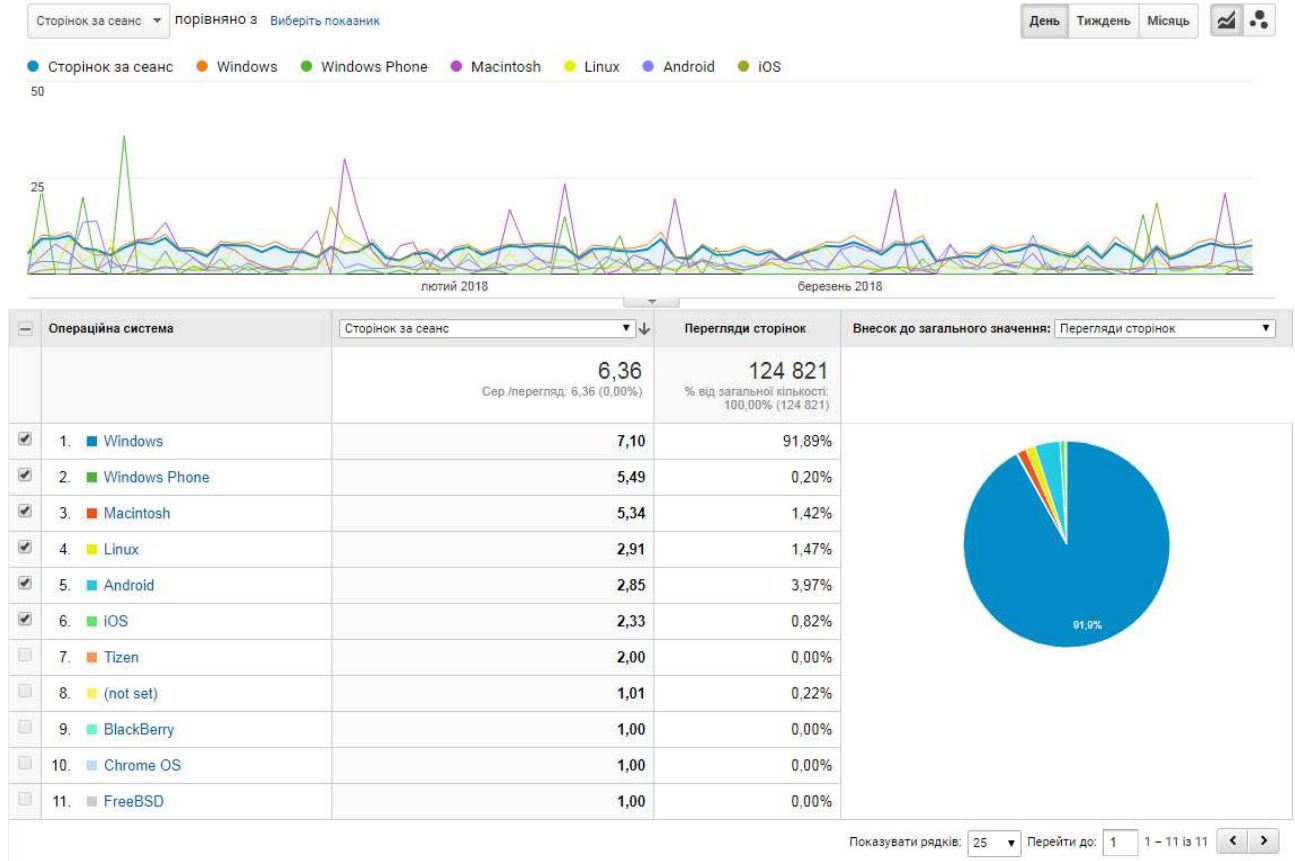 Сторінок за сеанс порівняно з Виберіть показник День Тиждень Місяць
Сторінок за сеанс Windows Windows Phone Macintosh Linux Android iOS
50
25
лютий 2018 березень 2018
Операційна система Сторінок за сеанс Перегляди сторінок Внесок до загального значення: Перегляди сторінок
6,36 124 821
Сер./перегляд: 6,36 (0,00%) % від загальної кількості:
100,00% (124 821)
1. Windows 7,10 91,89%
2. Windows Phone 5,49 0,20%
3. Macintosh 5,34 1,42%
4. Linux 2,91 1,47%
5. Android 2,85 3,97%
6. iOS 2,33 0,82%
91,9%
7. Tizen 2,00 0,00%
8. (not set) 1,01 0,22%
9. BlackBerry 1,00 0,00%
10. Chrome OS 1,00 0,00%
11. FreeBSD 1,00 0,00%
Показувати рядків: 25 Перейти до: 1 1 – 11 із 11